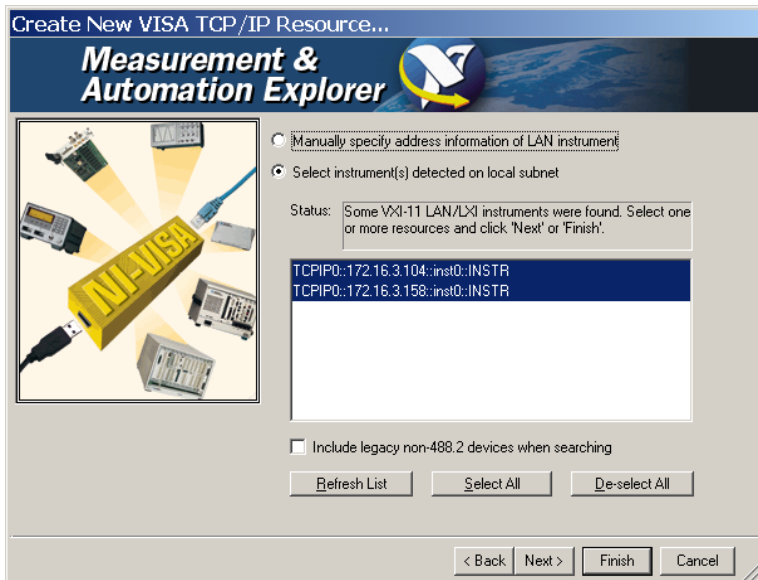 Create New VISA TCP/IP Resource...
Measurement &
Automation Explorer
NI-VISA
Manually specify address information of LAN instrument
Select instrument(s) detected on local subnet
Status:
Some VXI-11 LAN/LXI instruments were found. Select one
or more resources and click 'Next' or 'Finish'.
TCPIP0::172.16.3.104::inst0::INSTR
TCPIP0::172.16.3.158::inst0::INSTR
Include legacy non-488.2 devices when searching
Refresh List
Select All
De-select All
< Back
Next >
Finish
Cancel